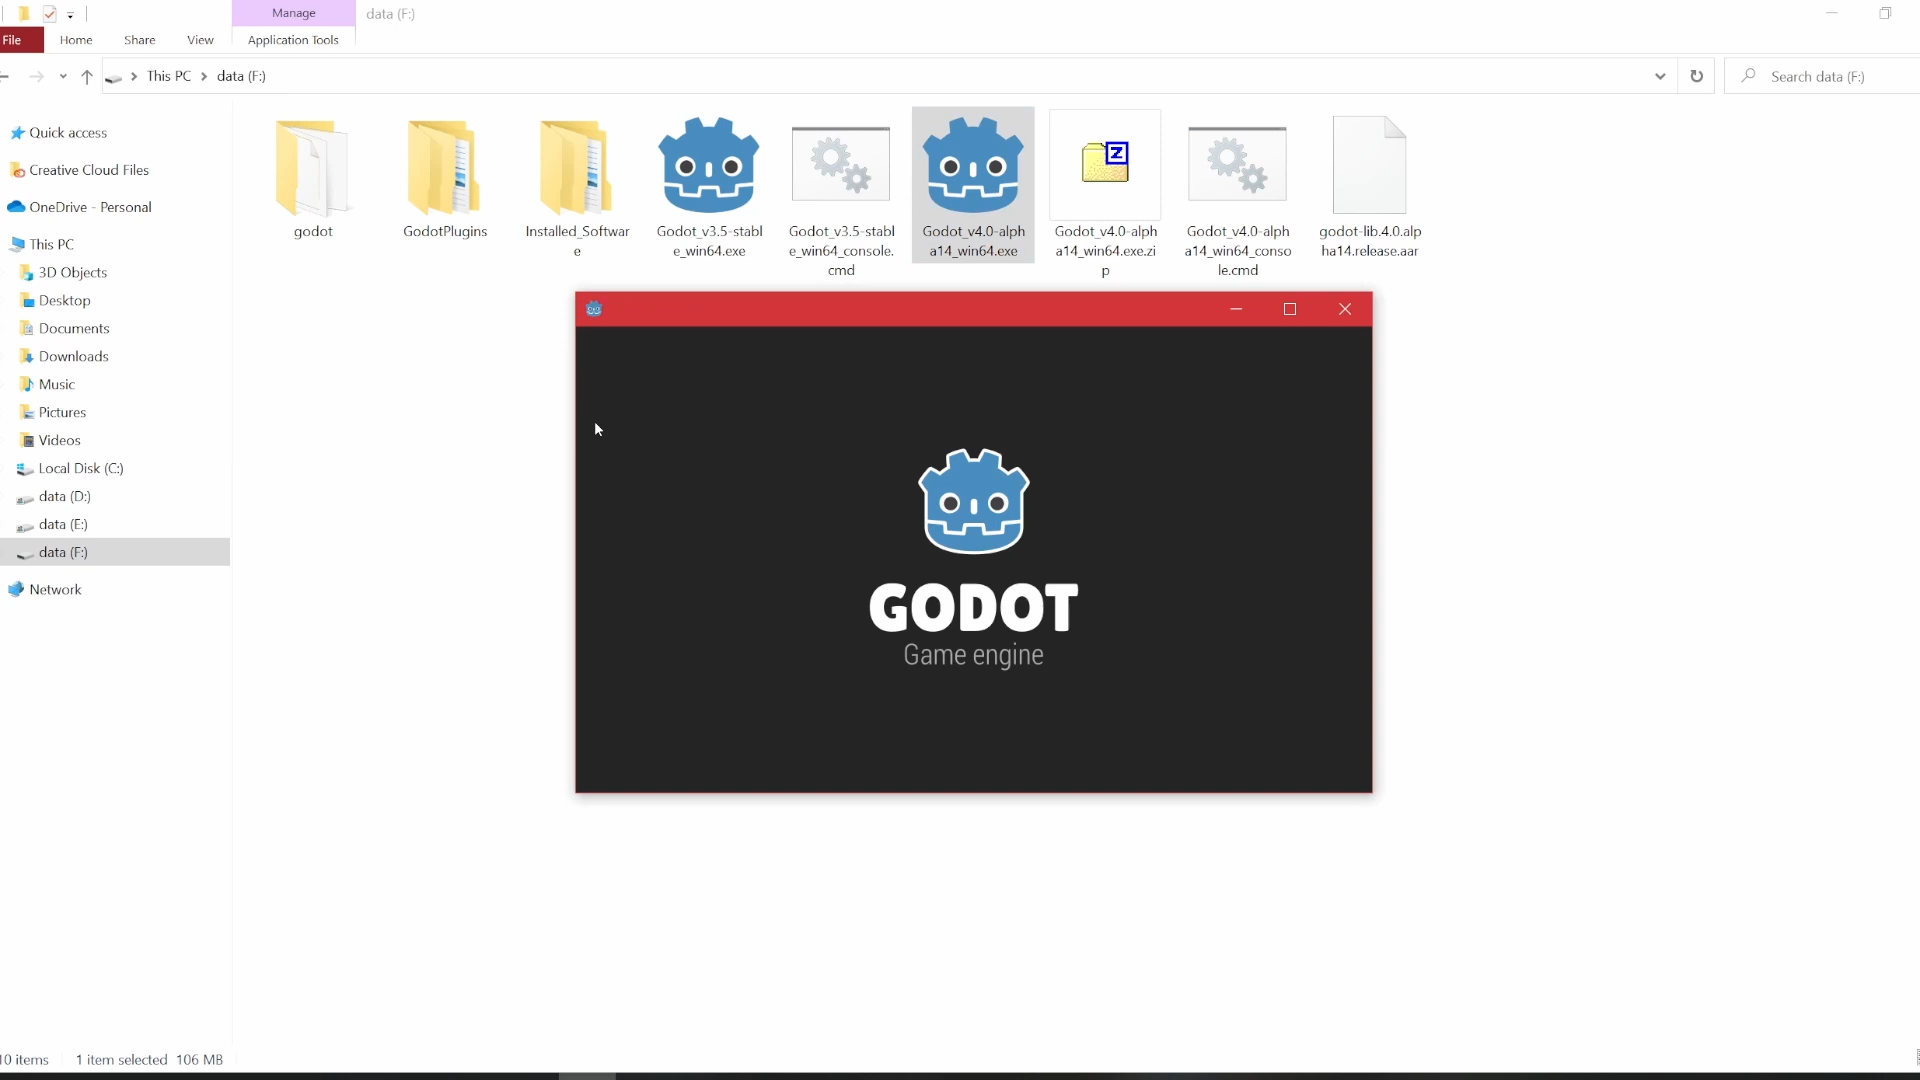 Manage
data (F:)
File
Home
Share
View
Application Tools
This PC
data (F:)
Search data (F:)
Quick access
Creative Cloud Files
OneDrive - Personal
This PC
3D Objects
Desktop
Documents
Downloads
Music
Pictures
Videos
Local Disk (C:)
data (D:)
data (E:)
data (F:)
Network
godot
GodotPlugins
Installed_Softwar
e
Godot_v3.5-stabl
e_win64.exe
Godot_v3.5-stabl
e_win64_console.
cmd
Godot_v4.0-alph
a14_win64.exe
Godot_v4.0-alph
a14_win64.exe.zi
p
Godot_v4.0-alph
a14_win64_conso
le.cmd
godot-lib.4.0.alp
ha14.release.aar
Z
GODOT
Game engine
10 items
1 item selected 106 MB